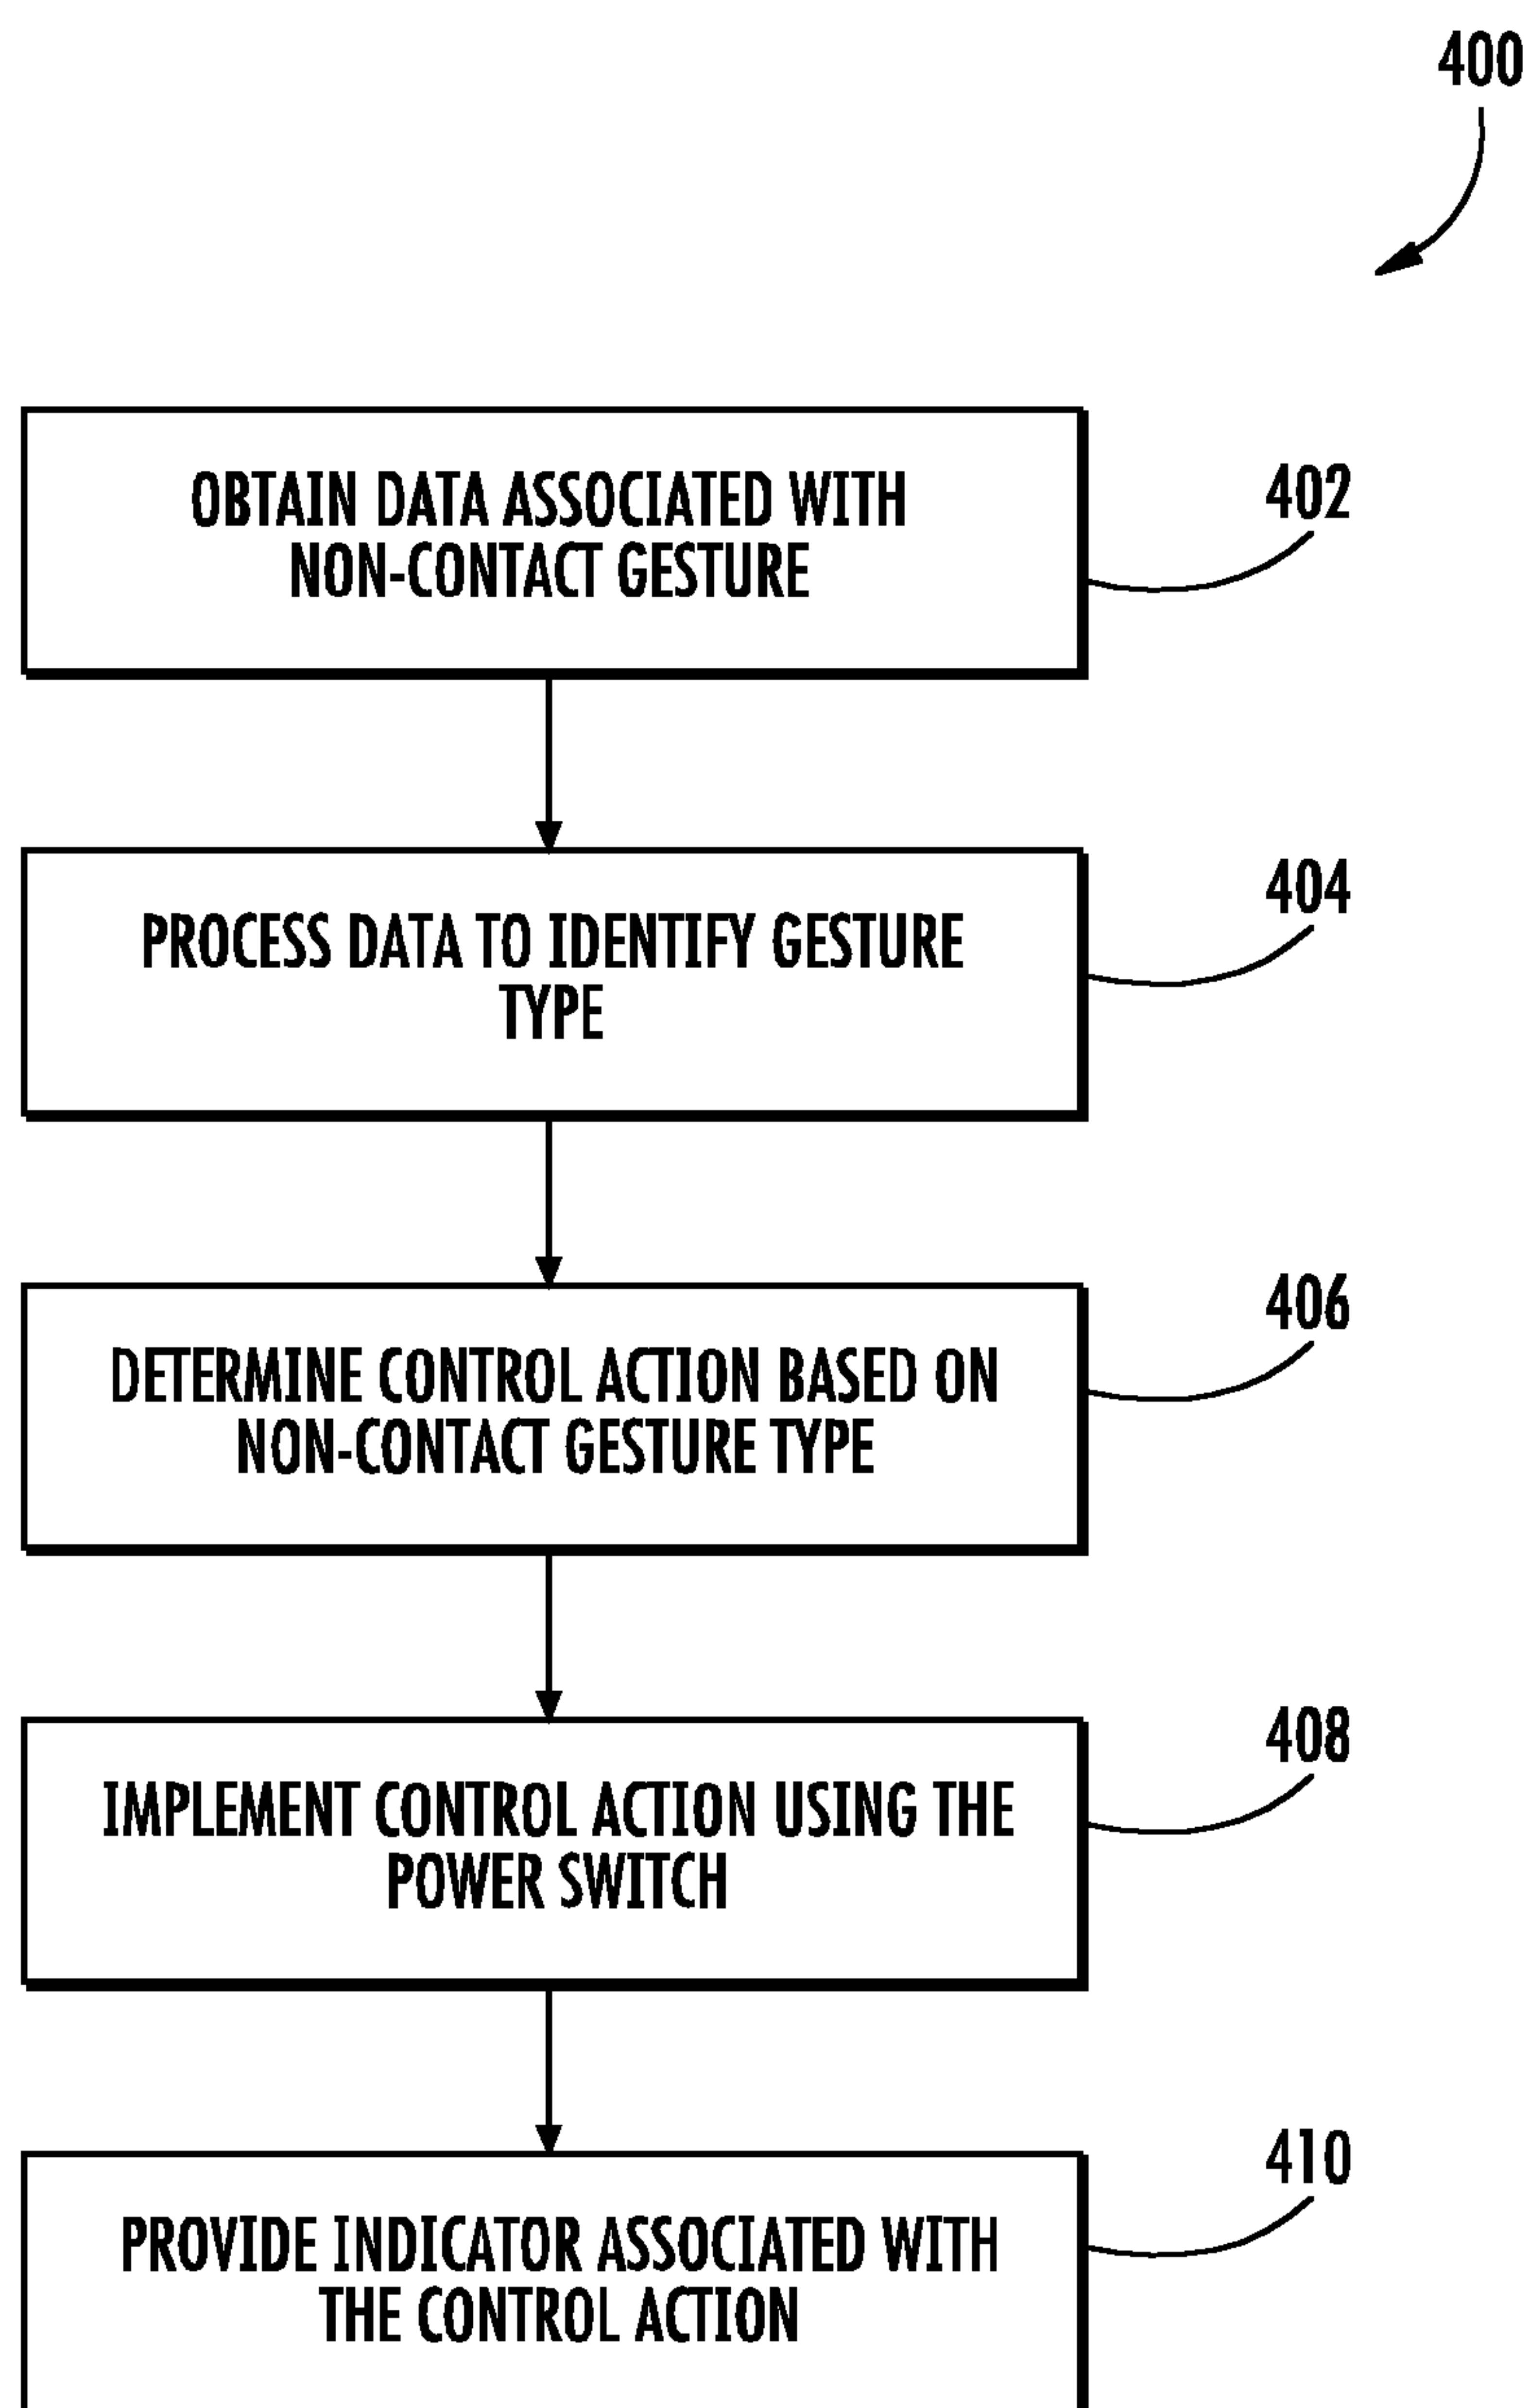 400
OBTAIN DATA ASSOCIATED WITH
NON-CONTACT GESTURE
402
PROCESS DATA TO IDENTIFY GESTURE
TYPE
404
DETERMINE CONTROL ACTION BASED ON
NON-CONTACT GESTURE TYPE
406
IMPLEMENT CONTROL ACTION USING THE
POWER SWITCH
408
PROVIDE INDICATOR ASSOCIATED WITH
THE CONTROL ACTION
410